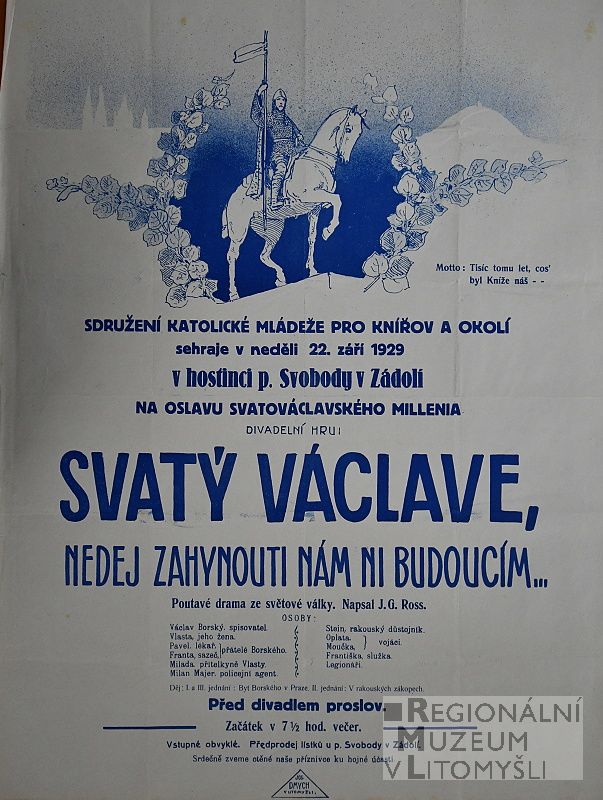 Motto: Tisíc tomu let, cos'
byl Kníže náš - -
SDRUŽENÍ KATOLICKÉ MLÁDEŽE PRO KNÍŘOV A OKOLÍ
sehraje v neděli 22. září 1929
v hostinci p. Svobody v Zádolí
NA OSLAVU SVATOVÁCLAVSKÉHO MILLENIA
DIVADELNÍ HRU:
SVATÝ VÁCLAVE,
NEDEJ ZAHYNOUTI NÁM NI BUDOUCÍM...
Poutavé drama ze světové války. Napsal J. G. Ross.
OSOBY:
Václav Borský, spisovatel.
Vlasta, jeho žena.
Pavel, lékař,
Franta, sazeč,
přátelé Borského.
Milada, přítelkyně Vlasty.
Milan Majer, policejní agent.
Stein, rakouský důstojník.
Oplata,
Moučka,
vojáci.
Františka, služka.
Legionáři.
Děj: I. a III. jednání: Byt Borského v Praze. II. jednání: V rakouských zákopech.
Před divadlem proslov.
Začátek v 7½ hod. večer.
Vstupné obvyklé. Předprodej lístků u p. Svobody v Zádolí.
Srdečně zveme otčině naše příznivce ku hojné účasti.
JOS.
DMYCH
V LITOMYŠLI.
REGIONÁLNÍ
MUZEUM
V LITOMYŠLI